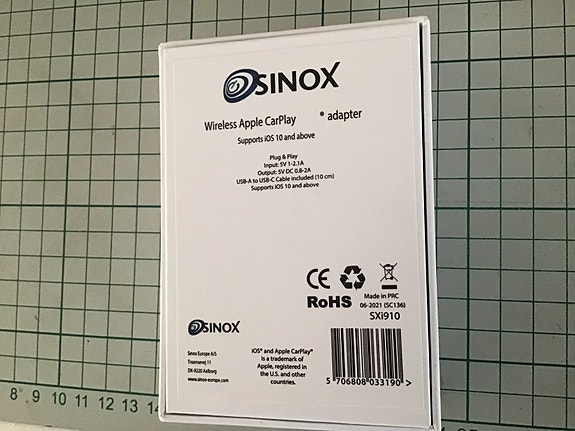 SINOX
Wireless Apple CarPlay ® adapter
Supports iOS 10 and above
Plug & Play
Input: 5V 1-2.1A
Output: 5V DC 0.8-2A
USB-A to USB-C Cable included (10 cm)
Supports iOS 10 and above
CE
RoHS
Made in PRC
06-2021 (SC136)
SXi910
SINOX
Sinox Europe A/S
DK-9220 Aalborg
www.sinox-europe.com
iOS® and Apple CarPlay®
is a trademark of
Apple, registered in
the U.S. and other
countries.
5 706808 033190 >
8 9 10 11 12 13 14